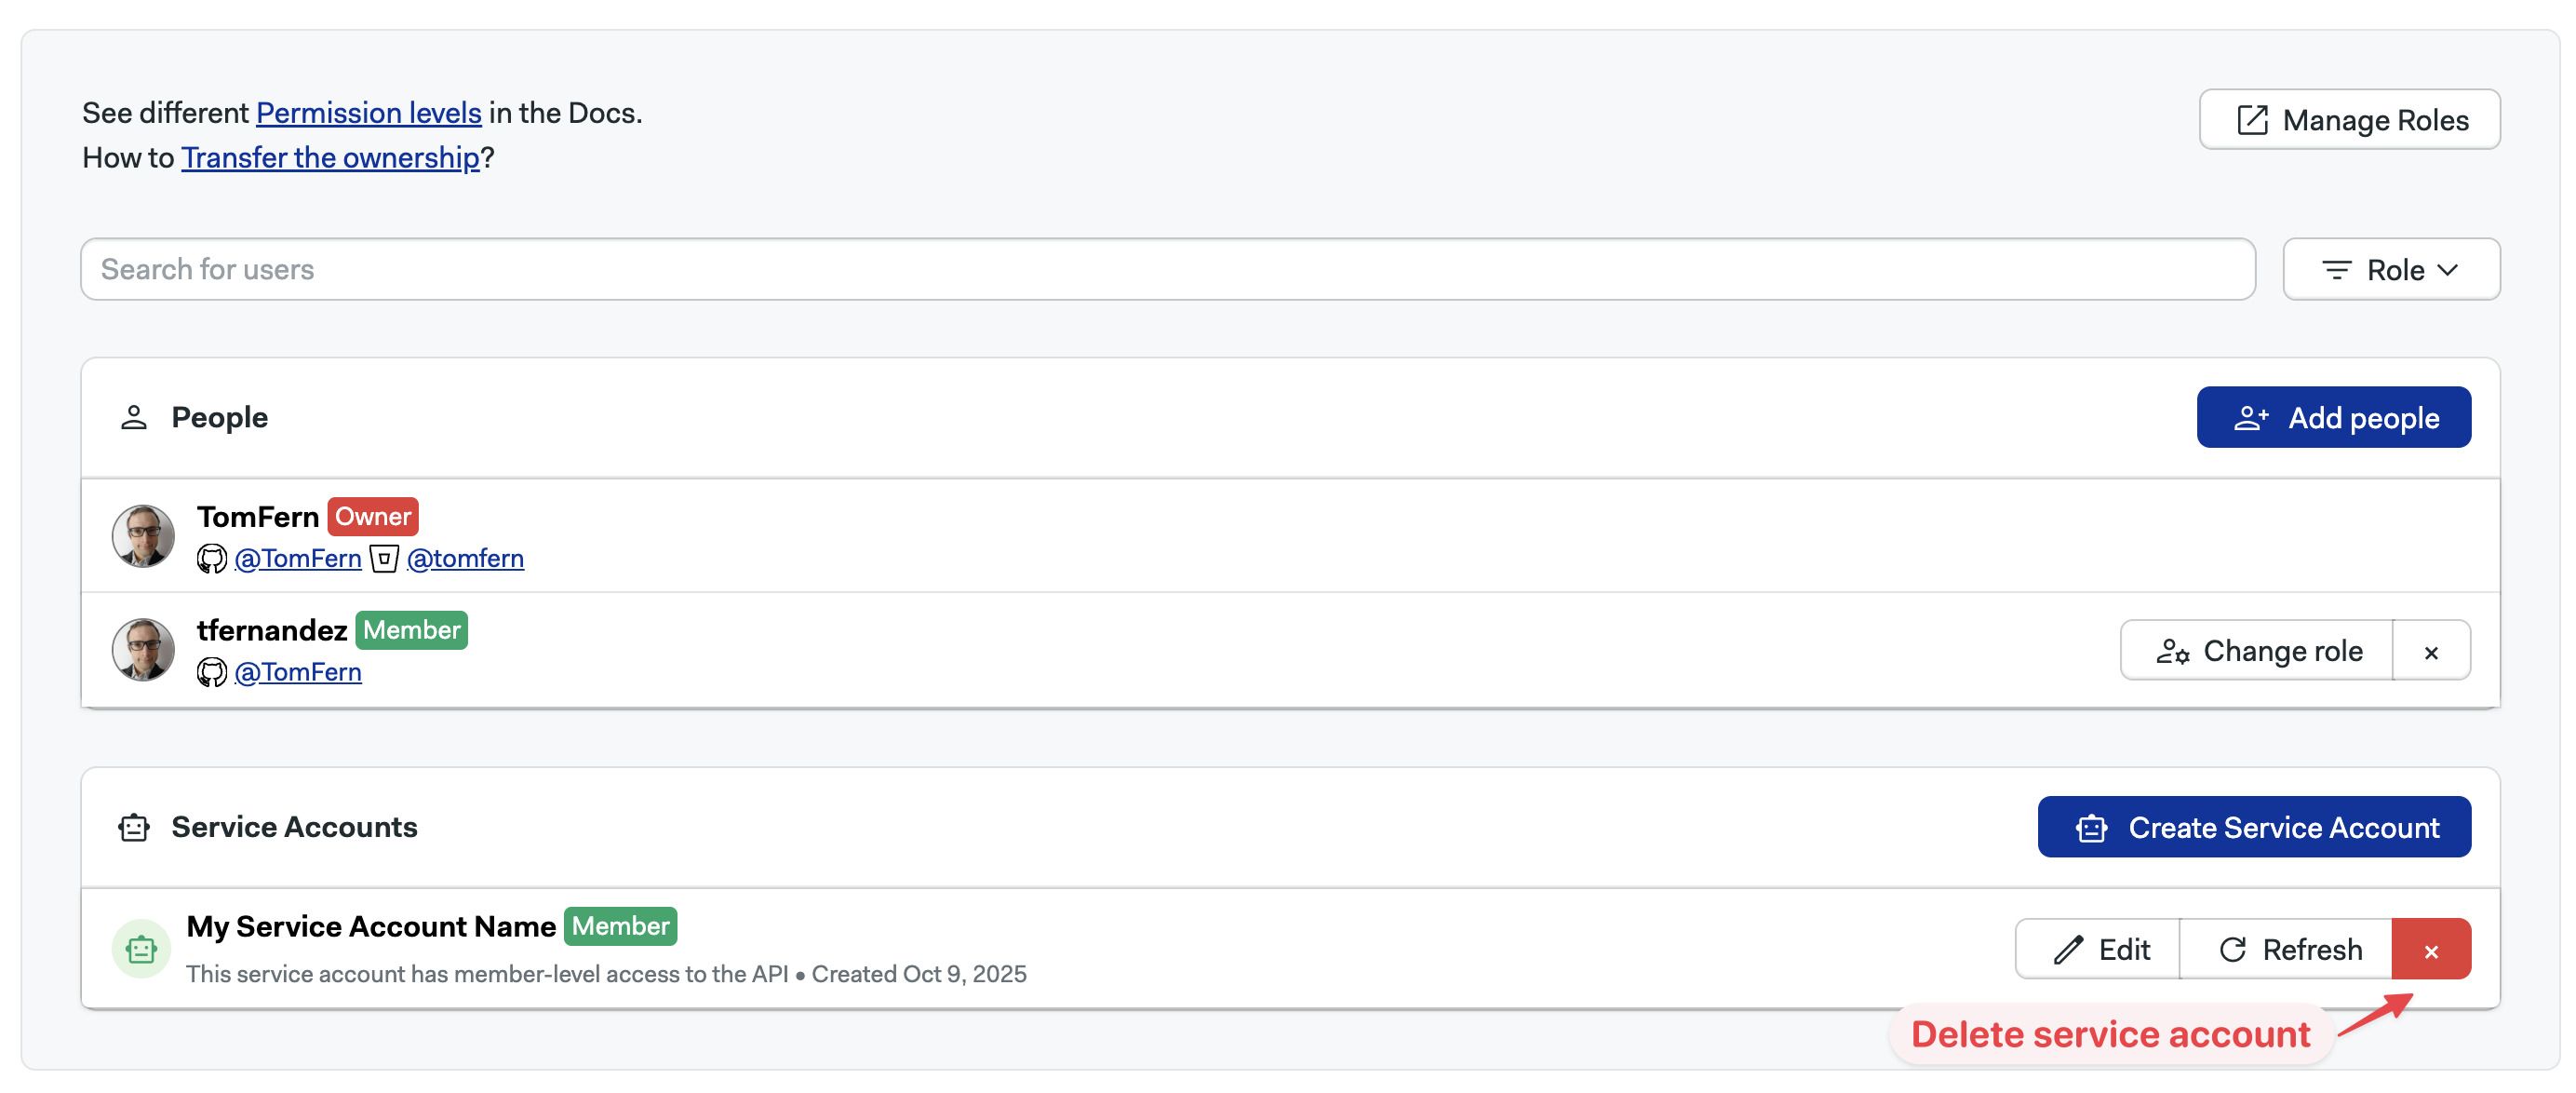 See different Permission levels in the Docs.
Manage Roles
How to Transfer the ownership?
Search for users
Role
People
Add people
TomFern Owner
@TomFern @tomfern
tfernandez Member
@TomFern
Change role ×
Service Accounts
Create Service Account
My Service Account Name Member
This service account has member-level access to the API • Created Oct 9, 2025
Edit Refresh ×
Delete service account